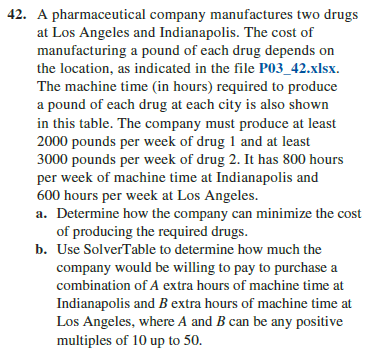 42. A pharmaceutical company manufactures two drugs
at Los Angeles and Indianapolis. The cost of
manufacturing a pound of each drug depends on
the location, as indicated in the file P03_42.xlsx.
The machine time (in hours) required to produce
a pound of each drug at each city is also shown
in this table. The company must produce at least
2000 pounds per week of drug 1 and at least
3000 pounds per week of drug 2. It has 800 hours
per week of machine time at Indianapolis and
600 hours per week at Los Angeles.
a. Determine how the company can minimize the cost
of producing the required drugs.
b. Use SolverTable to determine how much the
company would be willing to pay to purchase a
combination of A extra hours of machine time at
Indianapolis and B extra hours of machine time at
Los Angeles, where A and B can be any positive
multiples of 10 up to 50.